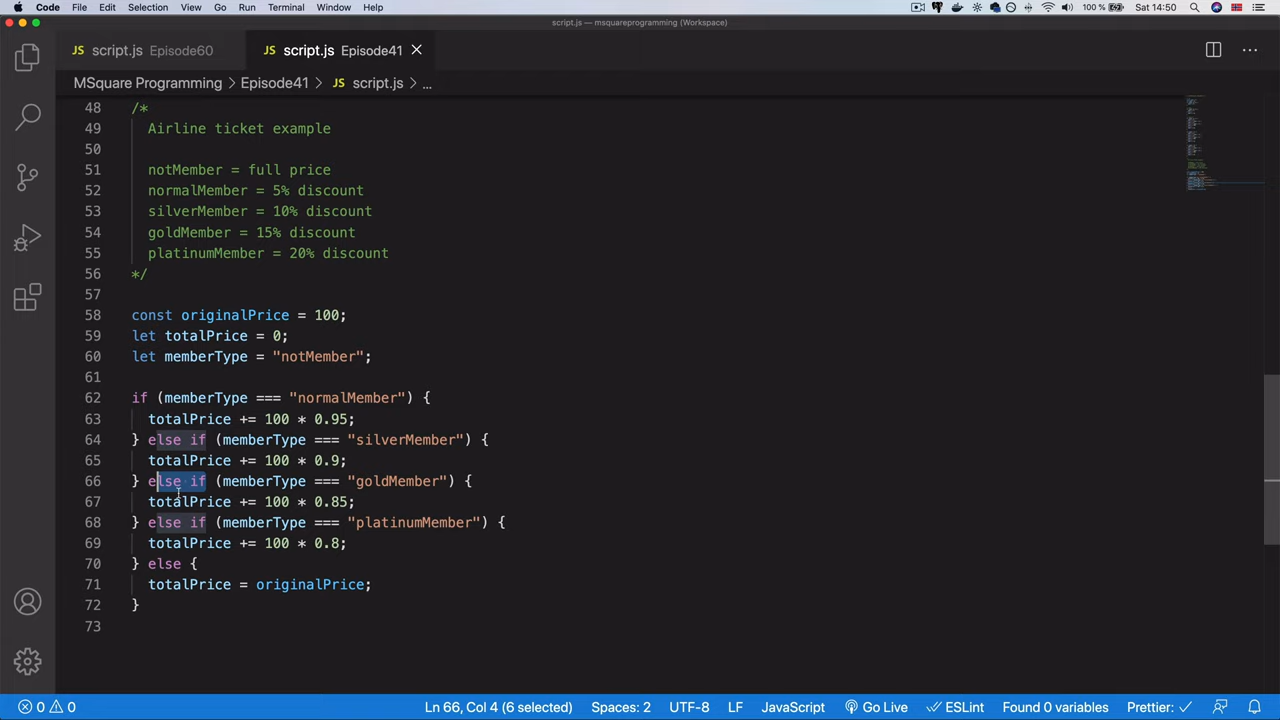 Code File Edit Selection View Go Run Terminal Window Help 100 % Sat 14:50
script.js — msquareprogramming (Workspace)
JS script.js Episode60 JS script.js Episode41
MSquare Programming > Episode41 > JS script.js > ...
48 /*
49 Airline ticket example
50
51 notMember = full price
52 normalMember = 5% discount
53 silverMember = 10% discount
54 goldMember = 15% discount
55 platinumMember = 20% discount
56 */
57
58 const originalPrice = 100;
59 let totalPrice = 0;
60 let memberType = "notMember";
61
62 if (memberType === "normalMember") {
63 totalPrice += 100 * 0.95;
64 } else if (memberType === "silverMember") {
65 totalPrice += 100 * 0.9;
66 } else if (memberType === "goldMember") {
67 totalPrice += 100 * 0.85;
68 } else if (memberType === "platinumMember") {
69 totalPrice += 100 * 0.8;
70 } else {
71 totalPrice = originalPrice;
72 }
73
0 0 Ln 66, Col 4 (6 selected) Spaces: 2 UTF-8 LF JavaScript Go Live ESLint Found 0 variables Prettier: ✓